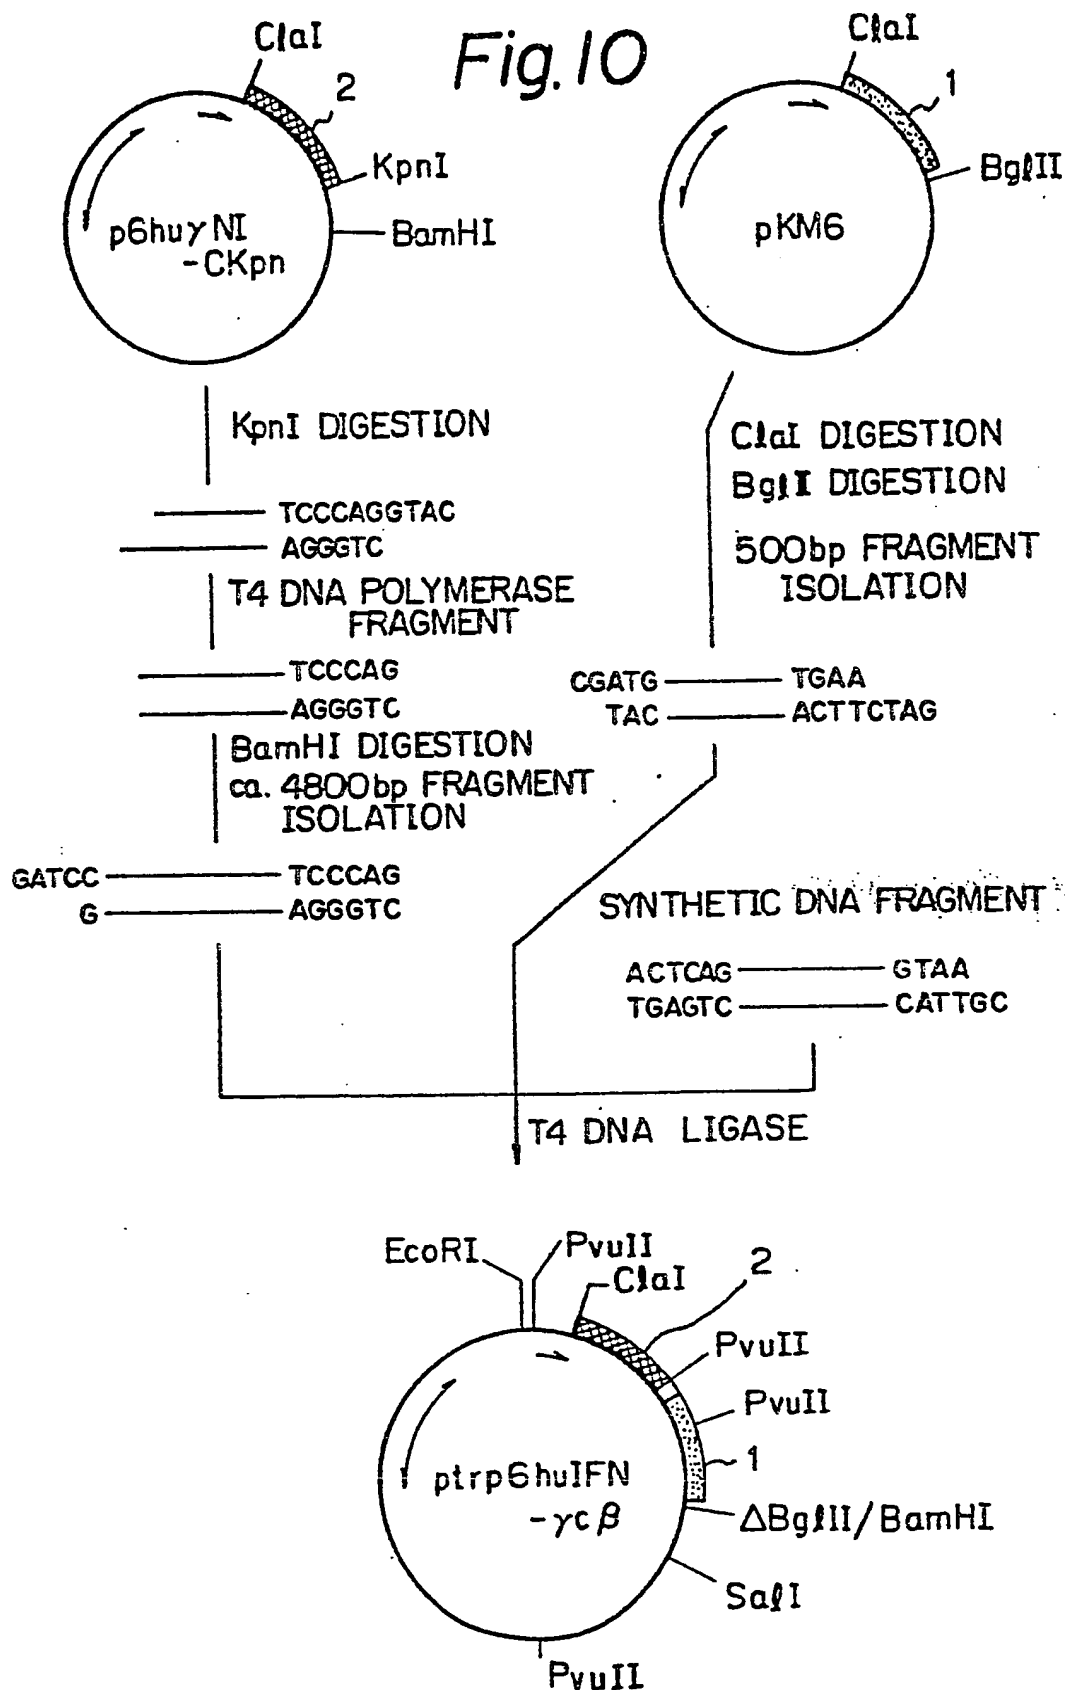 Fig. 10
ClaI
2
KpnI
BamHI
p6huγNI
-CKpn
ClaI
1
BglII
pKM6
KpnI DIGESTION
TCCCAGGTAC
AGGGTC
T4 DNA POLYMERASE
FRAGMENT
TCCCAG
AGGGTC
BamHI DIGESTION
ca. 4800bp FRAGMENT
ISOLATION
GATCC TCCCAG
G AGGGTC
ClaI DIGESTION
BglI DIGESTION
500bp FRAGMENT
ISOLATION
CGATG TGAA
TAC ACTTCTAG
SYNTHETIC DNA FRAGMENT
ACTCAG GTAA
TGAGTC CATTGC
T4 DNA LIGASE
EcoRI
PvuII
ClaI
2
PvuII
PvuII
1
ΔBglII/BamHI
SalI
PvuII
ptrp6huIFN
-γcβ